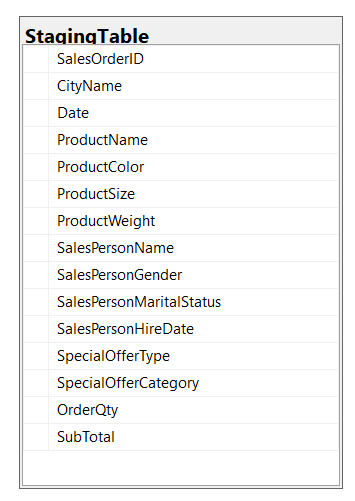 StagingTable
SalesOrderID
CityName
Date
ProductName
ProductColor
ProductSize
ProductWeight
SalesPersonName
SalesPersonGender
SalesPersonMaritalStatus
SalesPersonHireDate
SpecialOfferType
SpecialOfferCategory
OrderQty
SubTotal